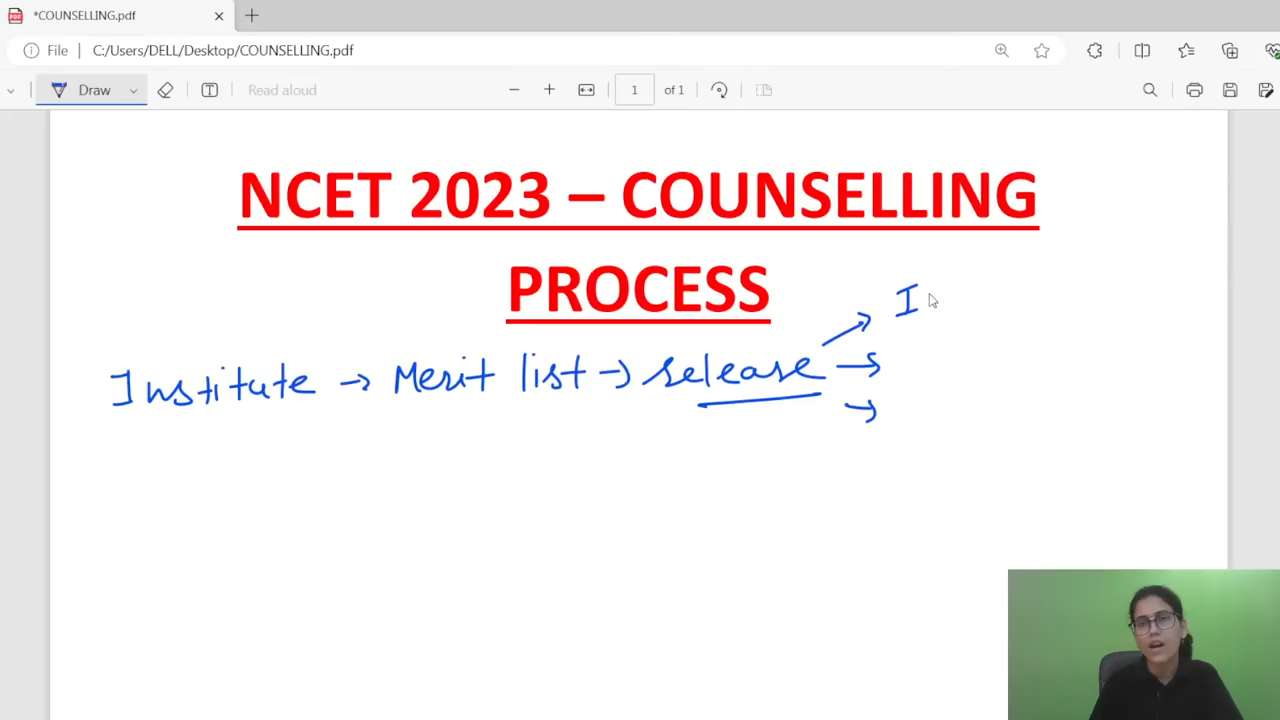 *COUNSELLING.pdf
File C:/Users/DELL/Desktop/COUNSELLING.pdf
Draw Read aloud 1 of 1
NCET 2023 – COUNSELLING
PROCESS
I
Institute → Merit list → release